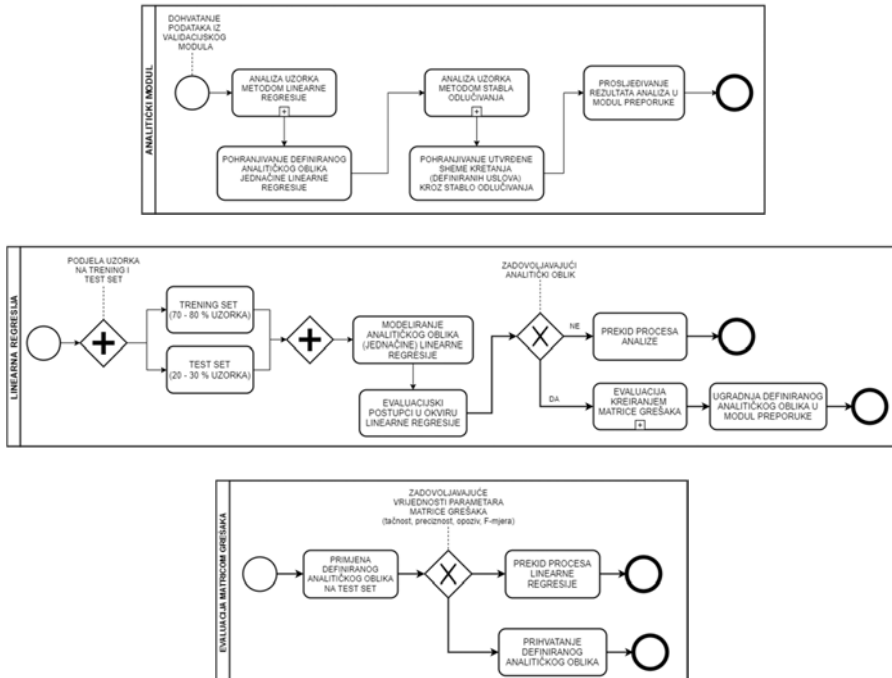 ANALITIČKI MODUL
DOHVATANJE
PODATAKA IZ
VALIDACIJSKOG
MODULA
ANALIZA UZORKA
METODOM LINEARNE
REGRESIJE
POHRANJIVANJE DEFINIRANOG
ANALITIČKOG OBLIKA
JEDNAČINE LINEARNE
REGRESIJE
ANALIZA UZORKA
METODOM STABLA
ODLUČIVANJA
POHRANJIVANJE UTVRĐENE
SHEME KRETANJA
(DEFINIRANIH USLOVA)
KROZ STABLO ODLUČIVANJA
PROSLJEĐIVANJE
REZULTATA ANALIZA U
MODUL PREPORUKE
LINEARNA REGRESIJA
PODJELA UZORKA
NA TRENING I
TEST SET
TRENING SET
(70 - 80 % UZORKA)
TEST SET
(20 - 30 % UZORKA)
MODELIRANJE
ANALITIČKOG OBLIKA
(JEDNAČINE) LINEARNE
REGRESIJE
EVALUACIJSKI
POSTUPCI U OKVIRU
LINEARNE REGRESIJE
ZADOVOLJAVAJUĆI
ANALITIČKI OBLIK
NE
PREKID PROCESA
ANALIZE
DA
EVALUACIJA
KREIRANJEM
MATRICE GREŠAKA
UGRADNJA DEFINIRANOG
ANALITIČKOG OBLIKA U
MODUL PREPORUKE
EVALUACIJA MATRICOM GREŠAKA
ZADOVOLJAVAJUĆE
VRIJEDNOSTI PARAMETARA
MATRICE GREŠAKA
(tačnost, preciznost, opoziv, F-mjera)
PRIMJENA
DEFINIRANOG
ANALITIČKOG OBLIKA
NA TEST SET
PREKID PROCESA
LINEARNE
REGRESIJE
PRIHVATANJE
DEFINIRANOG
ANALITIČKOG OBLIKA